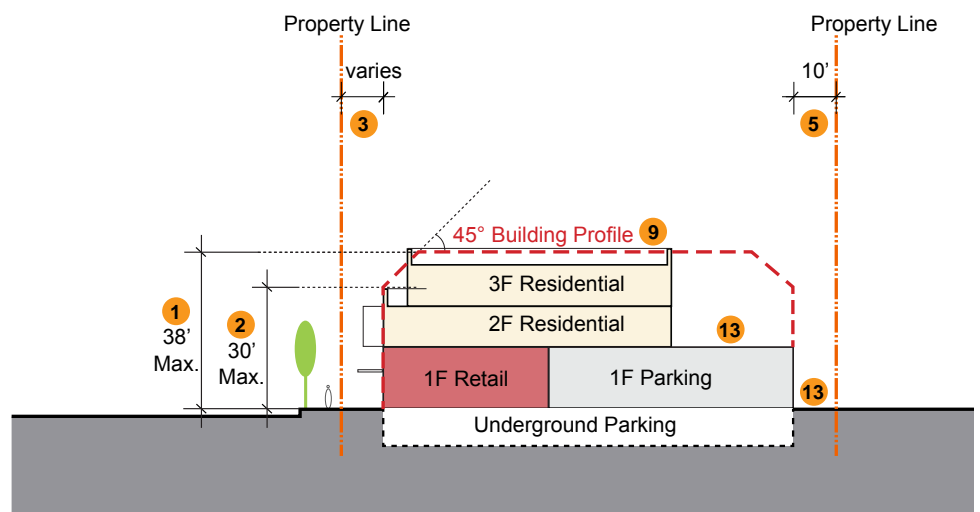 Property Line
Property Line
varies
10’
3
5
45° Building Profile
9
3F Residential
1
38’
Max.
2
30’
Max.
2F Residential
13
1F Retail
1F Parking
13
Underground Parking